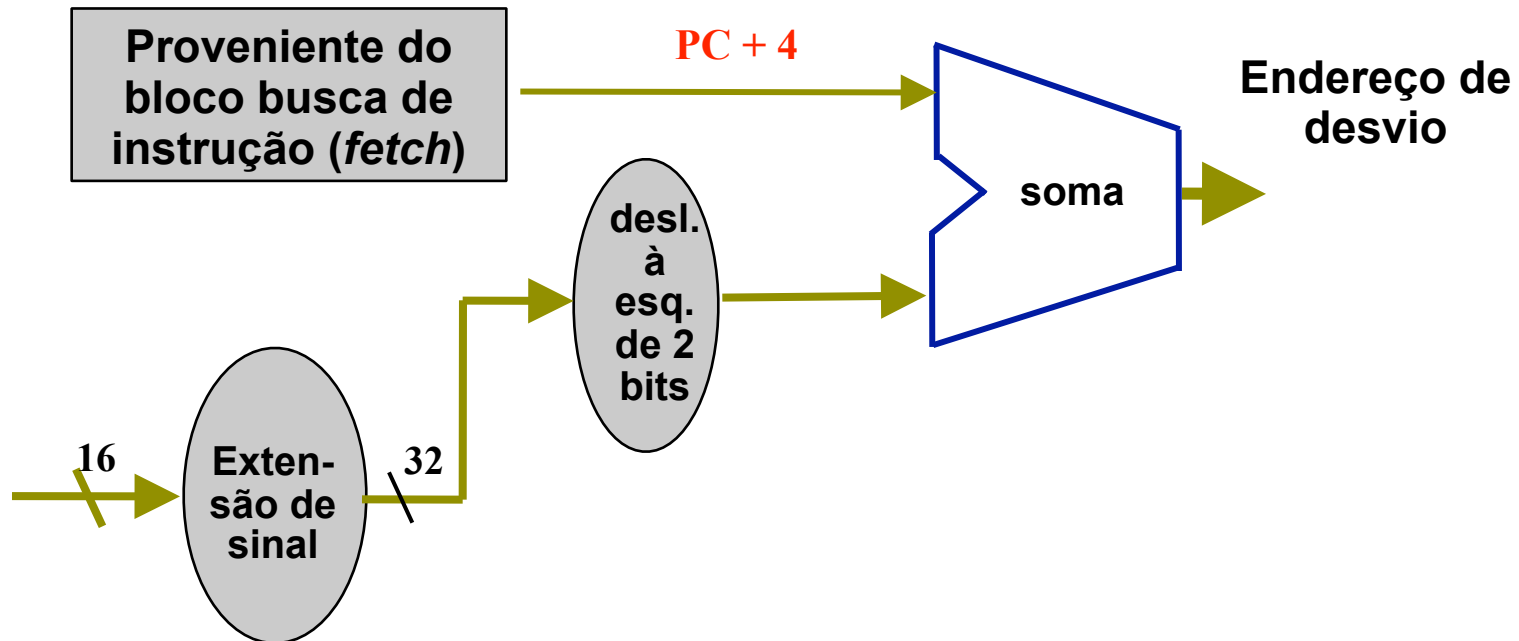 Proveniente do
bloco busca de
instrução (fetch)
PC + 4
Endereço de
desvio
soma
desl.
à
esq.
de 2
bits
16
Exten-
são de
sinal
32